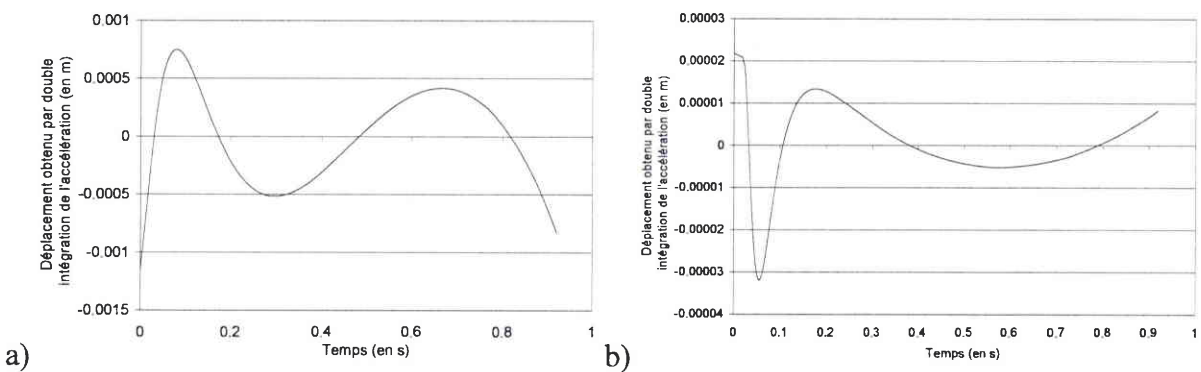 Déplacement obtenu par double
intégration de l'accélération (en m)
0.001
0.0005
0
-0.0005
-0.001
-0.0015
0 0.2 0.4 0.6 0.8 1
Temps (en s)
a)
Déplacement obtenu par double
intégration de l'accélération (en m)
0.00003
0.00002
0.00001
0
-0.00001
-0.00002
-0.00003
-0.00004
0 0.1 0.2 0.3 0.4 0.5 0.6 0.7 0.8 0.9 1
Temps (en s)
b)